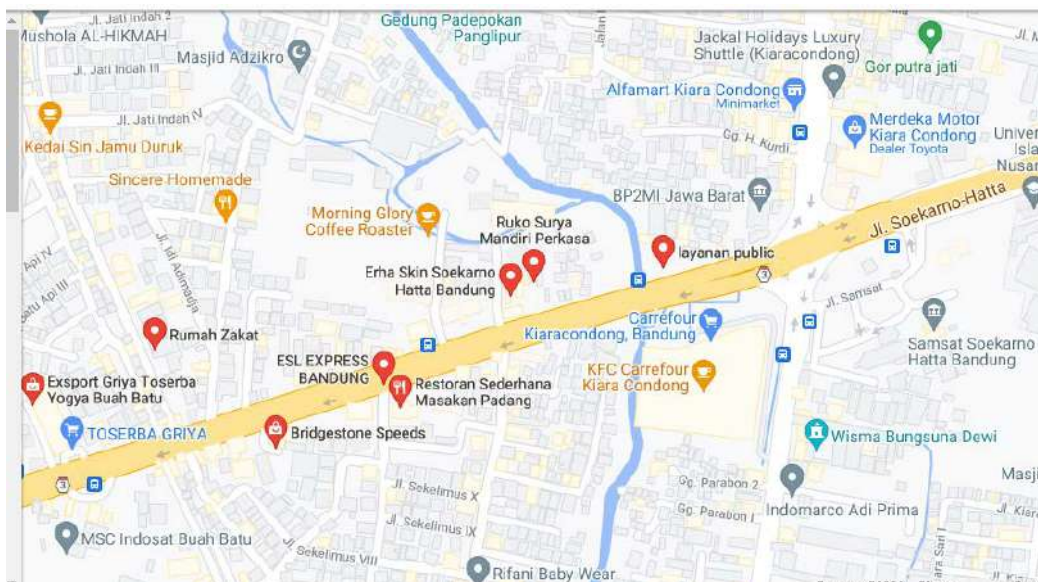 Jl. Jati Indah 2
Mushola AL-HIKMAH
Jl. Jati Indah III
Masjid Adzikro
Gedung Padepokan
Panglipur
Jackal Holidays Luxury
Shuttle (Kiaracondong)
Gor putra jati
Jl. Jati Indah IV
Kedai Sin Jamu Duruk
Alfamart Kiara Condong
Minimarket
Gg. H. Kurdi
Merdeka Motor
Kiara Condong
Dealer Toyota
Sincere Homemade
Morning Glory
Coffee Roaster
Ruko Surya
Mandiri Perkasa
BP2MI Jawa Barat
Jl. Soekarno-Hatta
layanan public
Erha Skin Soekarno
Hatta Bandung
Jl. Idi Adimadja
3
Jl. Samsat
Rumah Zakat
Carrefour
Kiaracondong, Bandung
Samsat Soekarno
Hatta Bandung
ESL EXPRESS
BANDUNG
KFC Carrefour
Kiara Condong
Exsport Griya Toserba
Yogya Buah Batu
Restoran Sederhana
Masakan Padang
TOSERBA GRIYA
Bridgestone Speeds
Wisma Bungsuna Dewi
3
Jl. Sekelimus X
Gg. Parabon 2
Indomarco Adi Prima
Gg. Parabon I
MSC Indosat Buah Batu
Jl. Sekelimus IX
Jl. Sekelimus VIII
Rifani Baby Wear